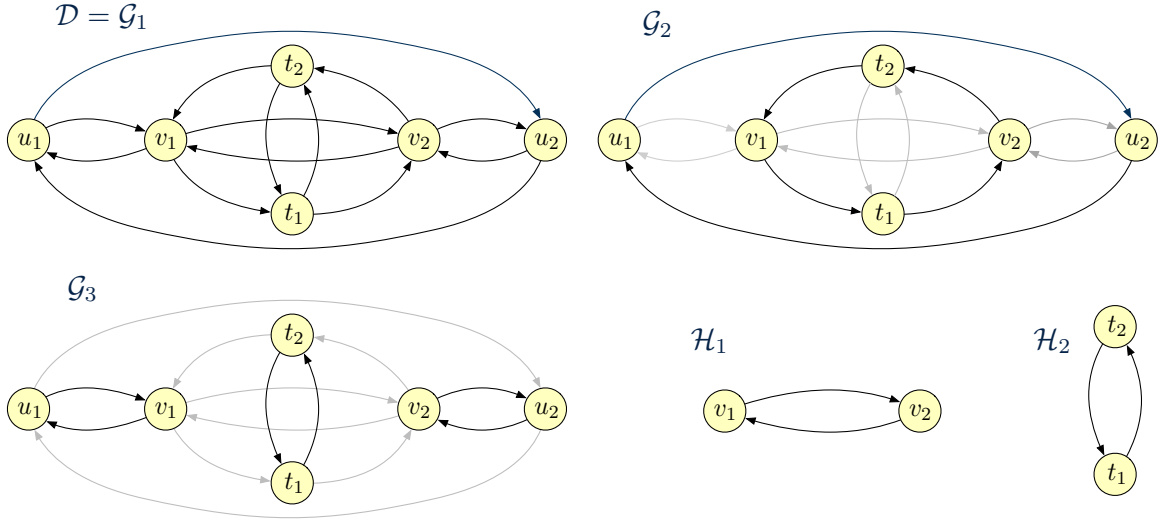 𝒟 = 𝒢₁
t₂
u₁ v₁ v₂ u₂
t₁
𝒢₂
t₂
u₁ v₁ v₂ u₂
t₁
𝒢₃
t₂
u₁ v₁ v₂ u₂
t₁
ℋ₁
v₁ v₂
ℋ₂
t₂
t₁